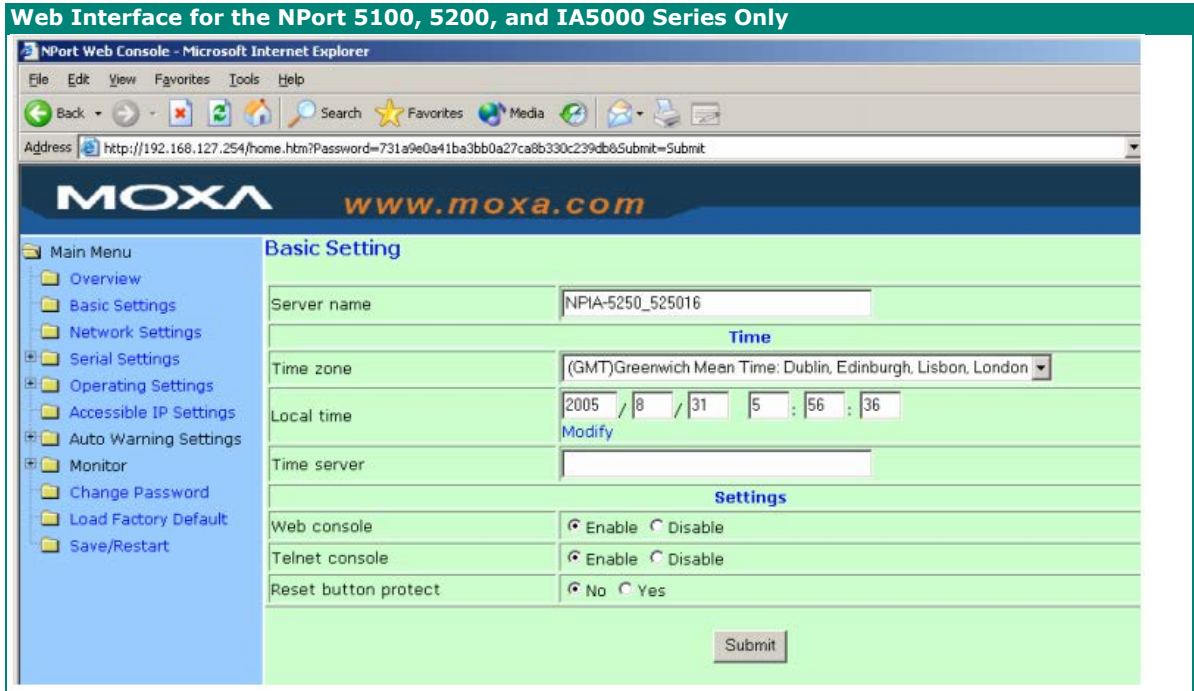 Web Interface for the NPort 5100, 5200, and IA5000 Series Only
NPort Web Console - Microsoft Internet Explorer
File Edit View Favorites Tools Help
Back Search Favorites Media
Address http://192.168.127.254/home.htm?Password=731a9e0a41ba3bb0a27ca8b330c239db&Submit=Submit
MOXA www.moxa.com
Main Menu
Overview
Basic Settings
Network Settings
Serial Settings
Operating Settings
Accessible IP Settings
Auto Warning Settings
Monitor
Change Password
Load Factory Default
Save/Restart
Basic Setting
Server name NPIA-5250_525016
Time
Time zone (GMT)Greenwich Mean Time: Dublin, Edinburgh, Lisbon, London
Local time 2005 / 8 / 31 5 : 56 : 36
Modify
Time server
Settings
Web console Enable Disable
Telnet console Enable Disable
Reset button protect No Yes
Submit